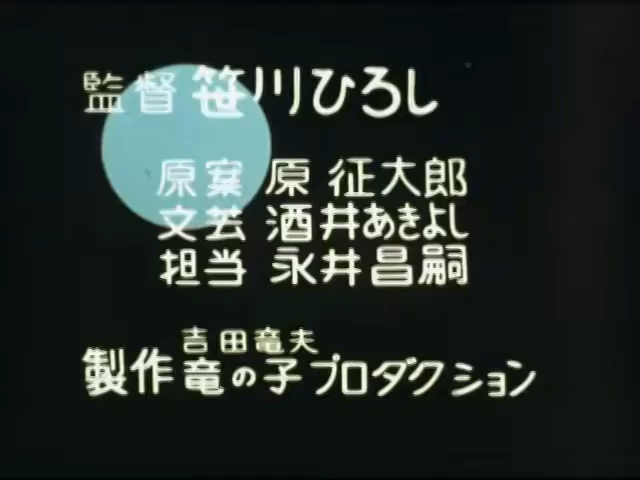 監督 笹川ひろし
原案 原 征大郎
文芸 酒井あきよし
担当 永井昌嗣
吉田竜夫
製作 竜の子プロダクション